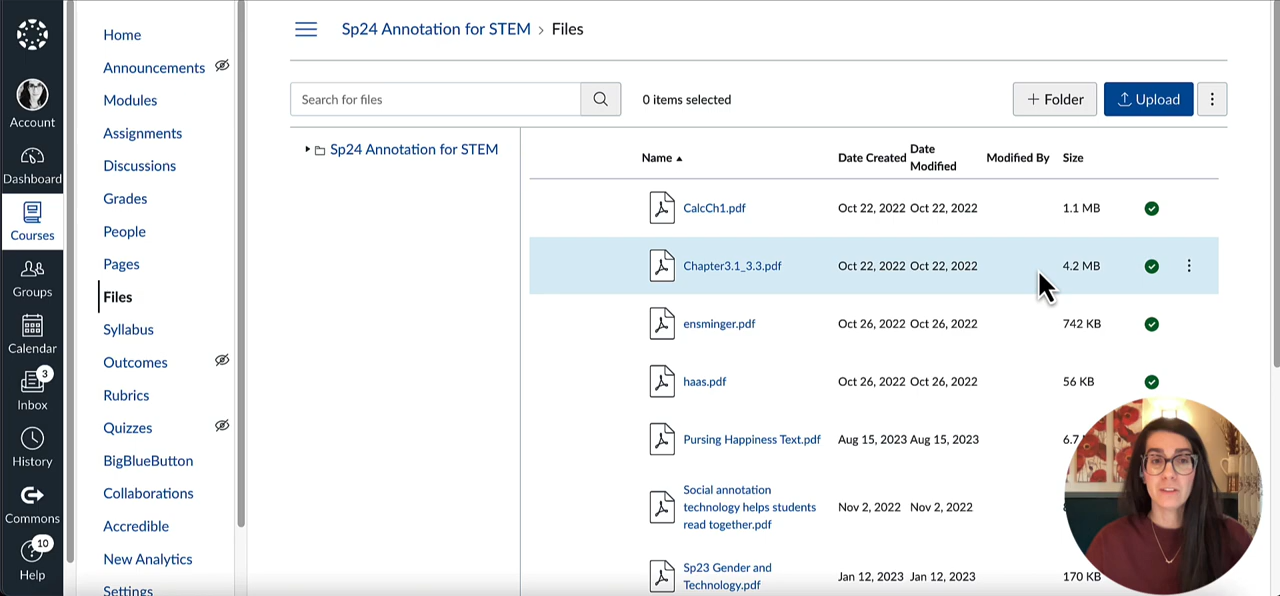 Account
Dashboard
Courses
Groups
Calendar
3
Inbox
History
Commons
10
Help
Home
Announcements
Modules
Assignments
Discussions
Grades
People
Pages
Files
Syllabus
Outcomes
Rubrics
Quizzes
BigBlueButton
Collaborations
Accredible
New Analytics
Settings
Sp24 Annotation for STEM > Files
Search for files
0 items selected
+ Folder
Upload
Sp24 Annotation for STEM
Name Date Created Date Modified Modified By Size
CalcCh1.pdf Oct 22, 2022 Oct 22, 2022 1.1 MB
Chapter3.1_3.3.pdf Oct 22, 2022 Oct 22, 2022 4.2 MB
ensminger.pdf Oct 26, 2022 Oct 26, 2022 742 KB
haas.pdf Oct 26, 2022 Oct 26, 2022 56 KB
Pursing Happiness Text.pdf Aug 15, 2023 Aug 15, 2023 6.7
Social annotation
technology helps students Nov 2, 2022 Nov 2, 2022
read together.pdf
Sp23 Gender and
Technology.pdf Jan 12, 2023 Jan 12, 2023 170 KB